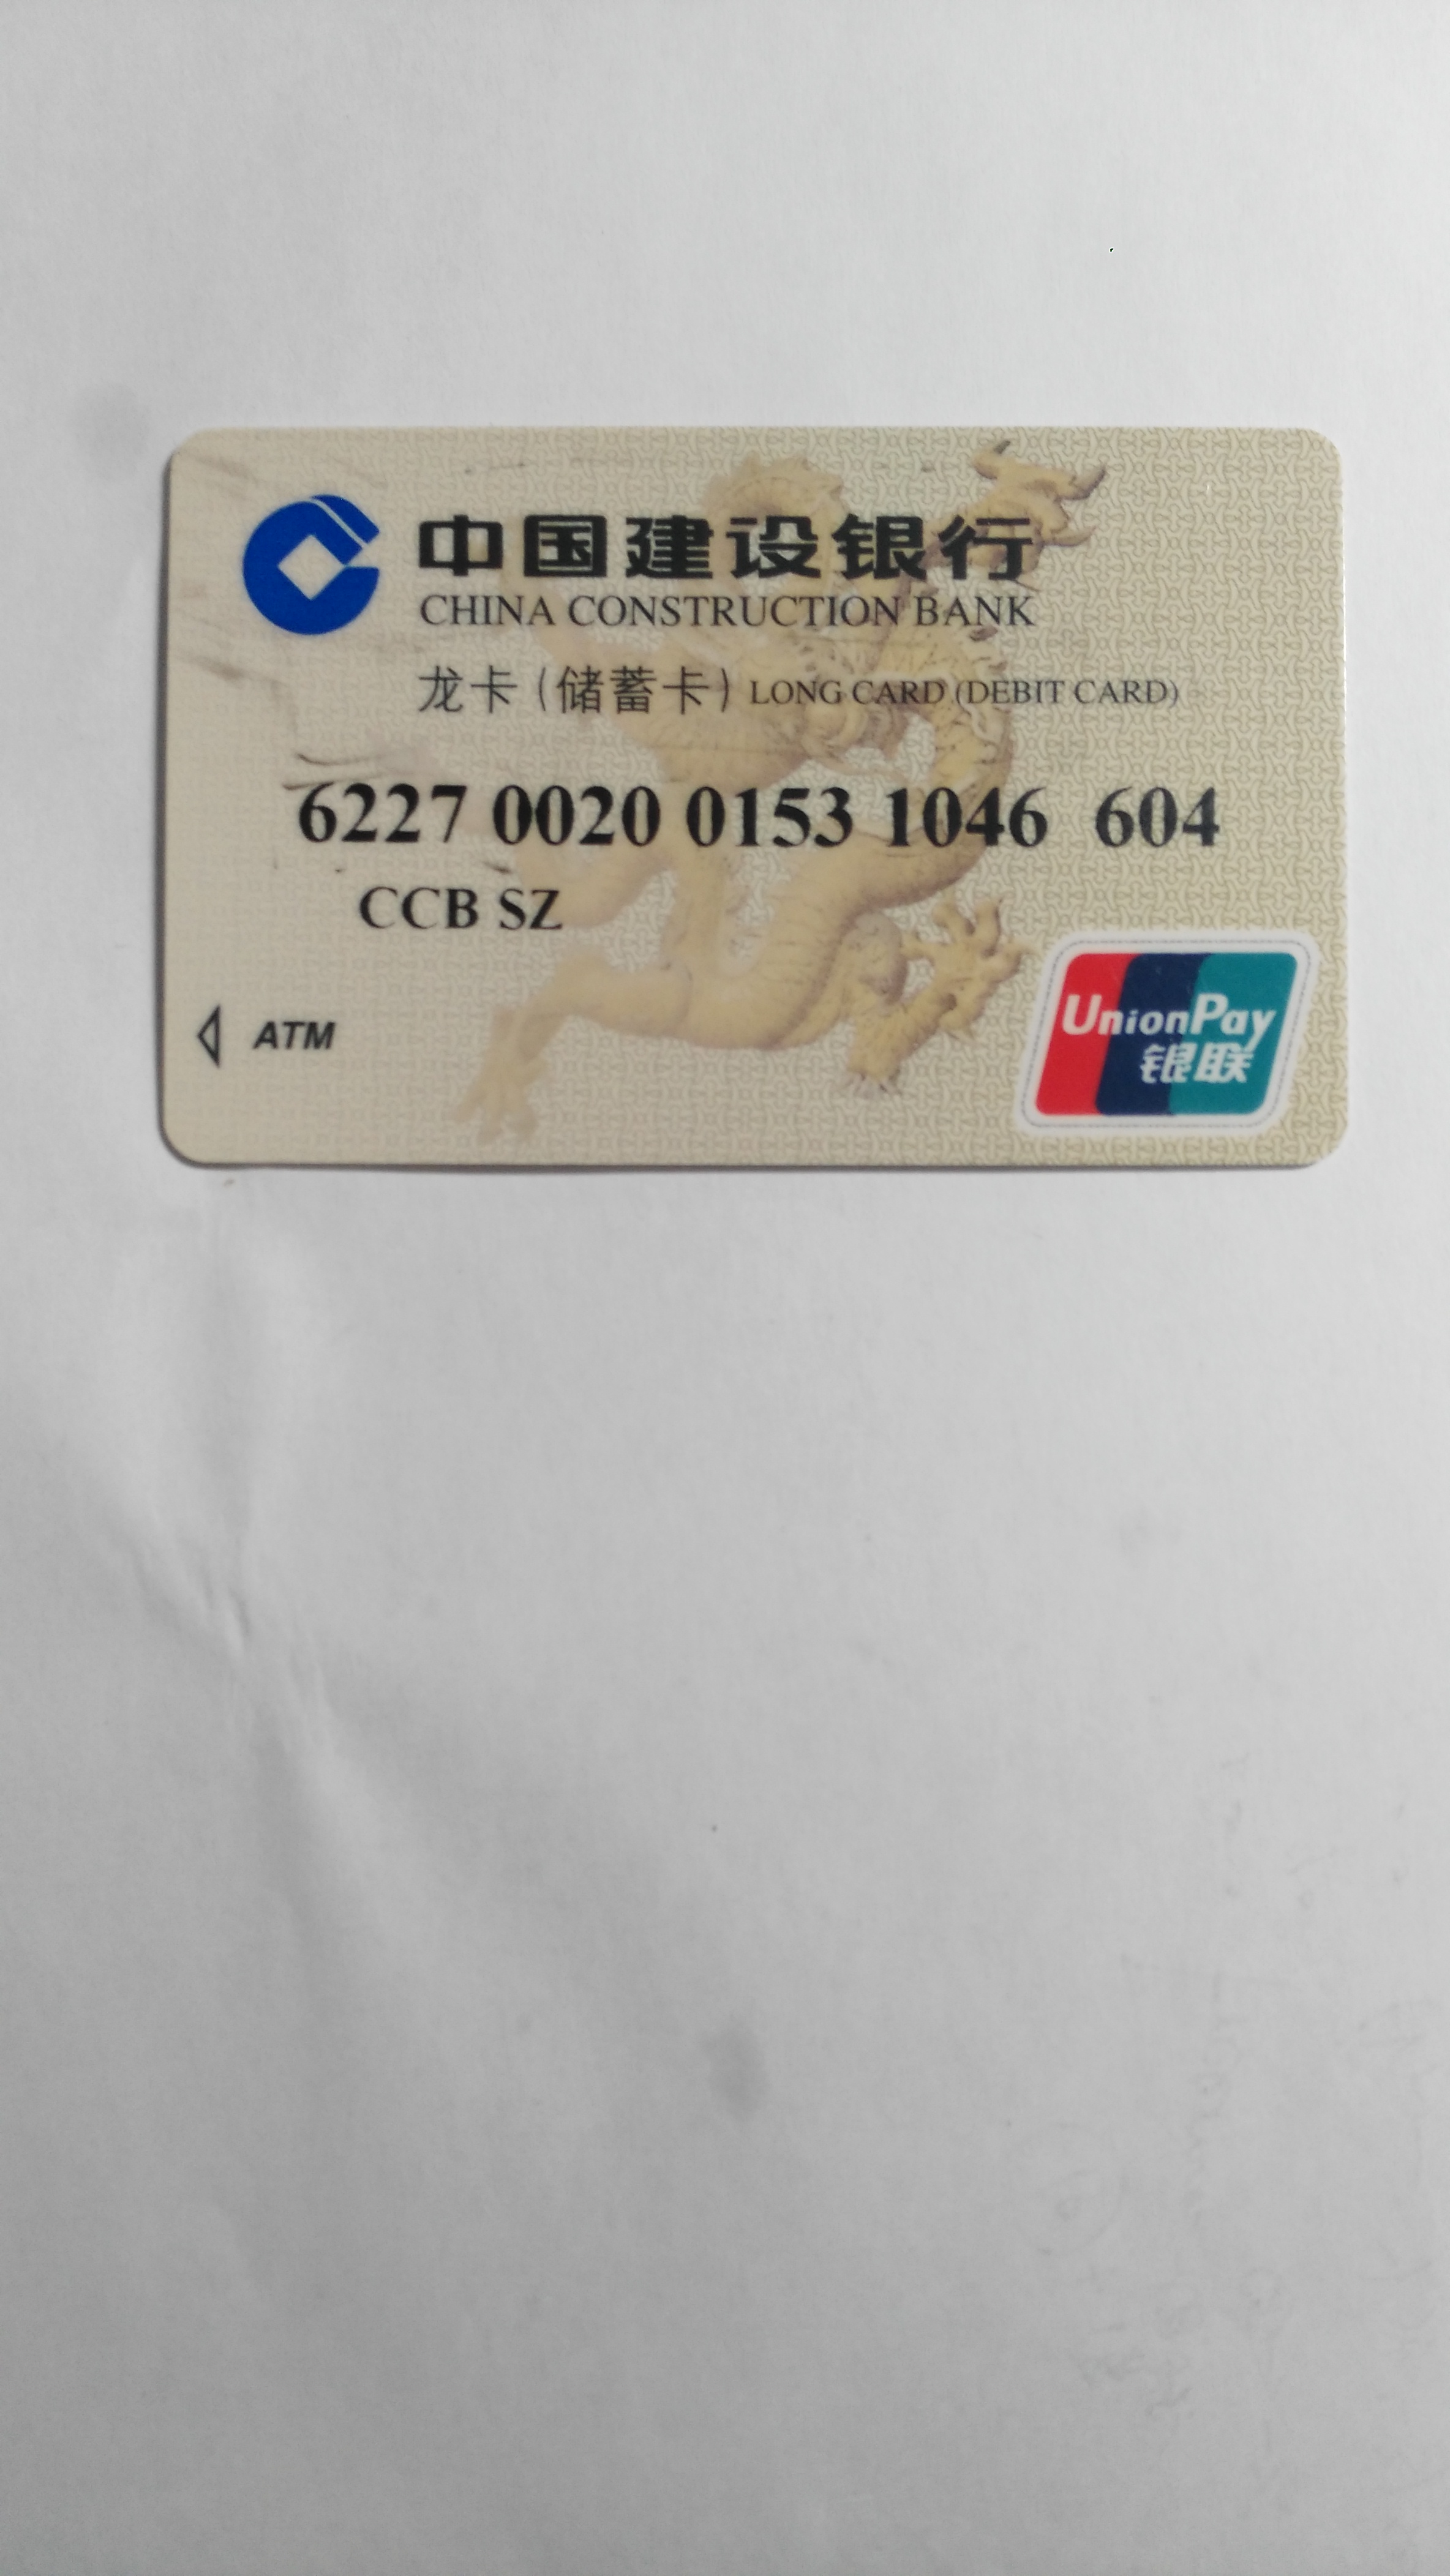 中国建设银行
CHINA CONSTRUCTION BANK
龙卡(储蓄卡) LONG CARD (DEBIT CARD)
6227 0020 0153 1046 604
CCB SZ
ATM
UnionPay
银联